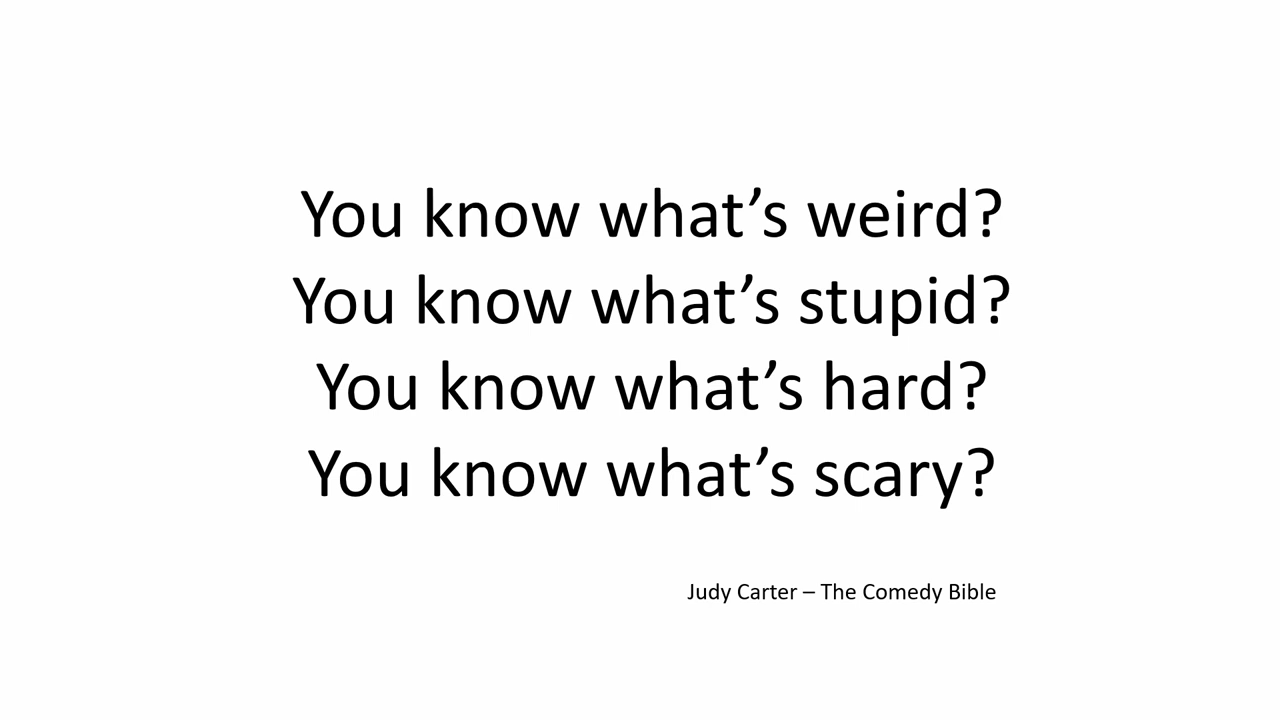 You know what’s weird?
You know what’s stupid?
You know what’s hard?
You know what’s scary?
Judy Carter – The Comedy Bible